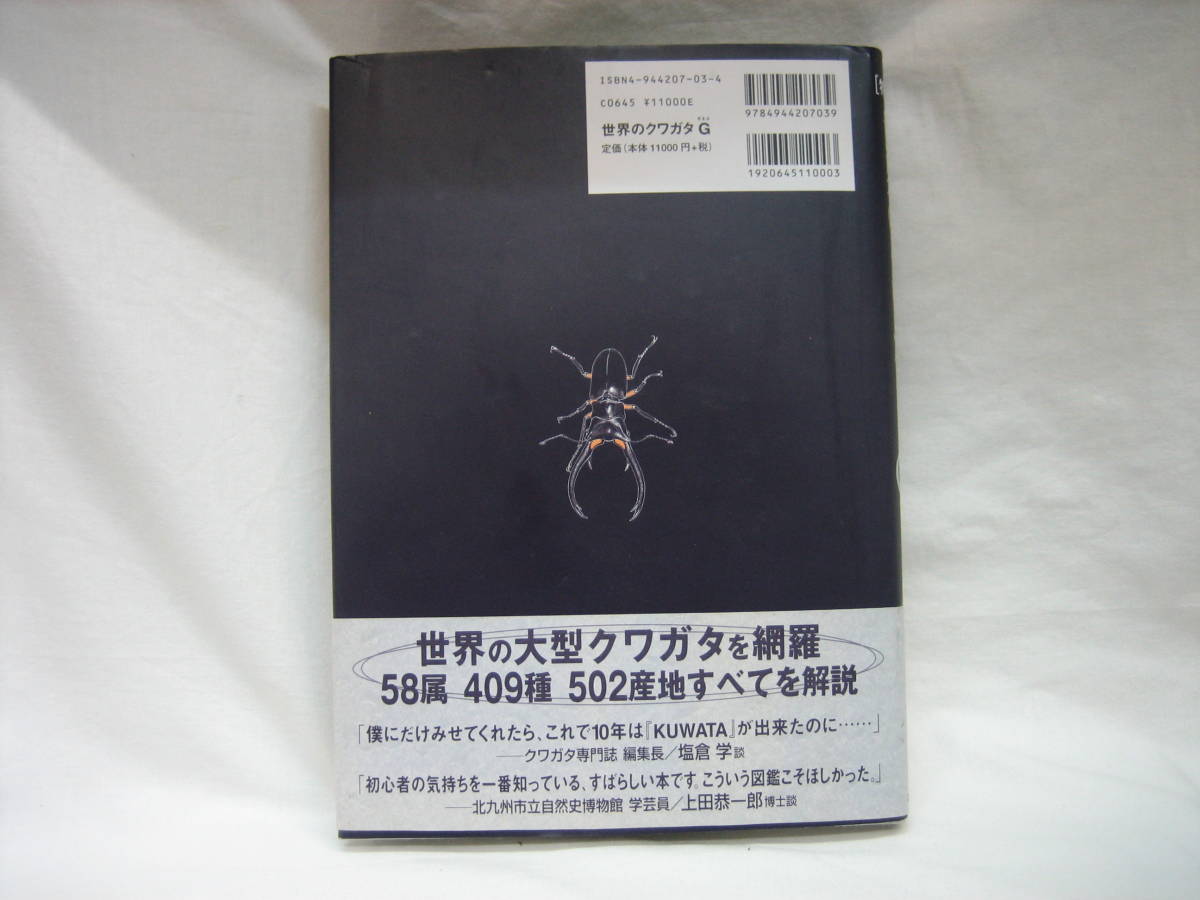 ISBN4-944207-03-4
C0645 ¥11000E
世界のクワガタG
定価(本体11000円+税)
9784944207039
1920645110003
世界の大型クワガタを網羅
58属 409種 502産地すべてを解説
「僕にだけみせてくれたら、これで10年は『KUWATA』が出来たのに……」
──クワガタ専門誌 編集長/塩倉 学談
「初心者の気持ちを一番知っている、すばらしい本です。こういう図鑑こそほしかった。」
──北九州市立自然史博物館 学芸員/上田恭一郎博士談